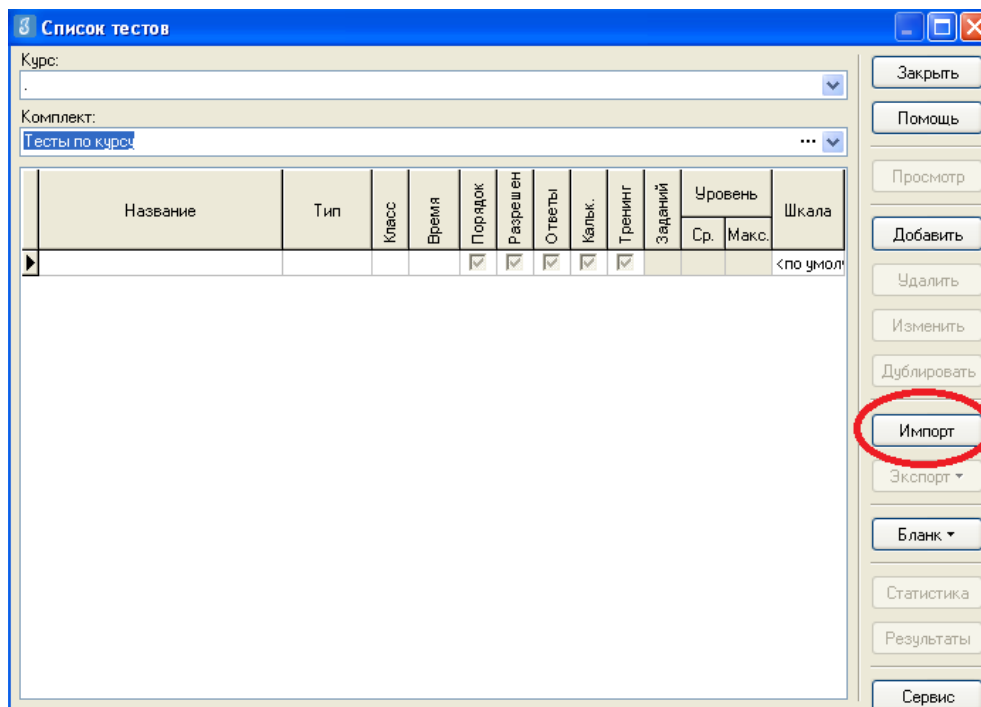 Список тестов
Курс:
.
Комплект:
Тесты по курсу
...
Название
Тип
Класс
Время
Порядок
Разрешен
Ответы
Кальк.
Тренинг
Заданий
Уровень
Ср.
Макс.
Шкала
<по умол
Закрыть
Помощь
Просмотр
Добавить
Удалить
Изменить
Дублировать
Импорт
Экспорт
Бланк
Статистика
Результаты
Сервис